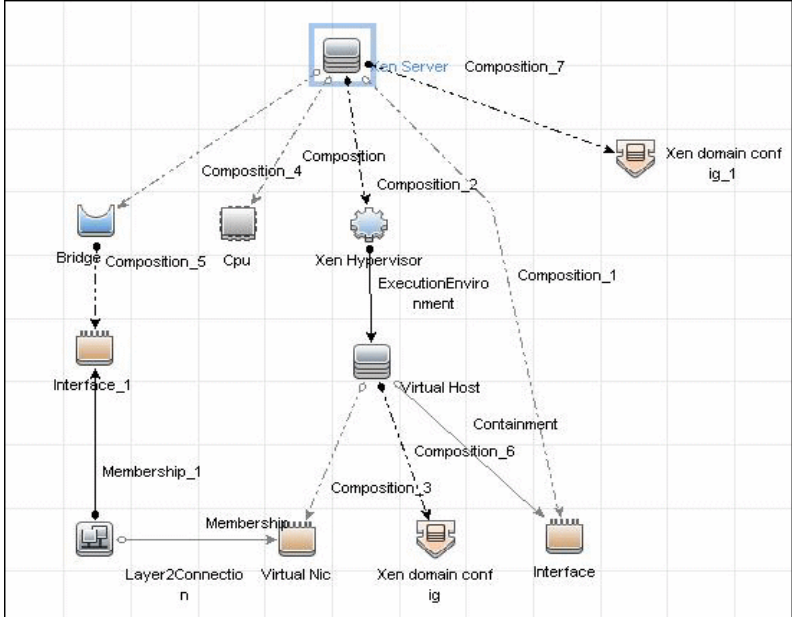 Xen Server
Composition_7
Xen domain conf
ig_1
Composition
Composition_4
Composition_2
Bridge
Composition_5
Cpu
Xen Hypervisor
Composition_1
ExecutionEnviro
nment
Interface_1
Virtual Host
Containment
Composition_6
Membership_1
Composition_3
Membership
Layer2Connectio
n
Virtual Nic
Xen domain conf
ig
Interface